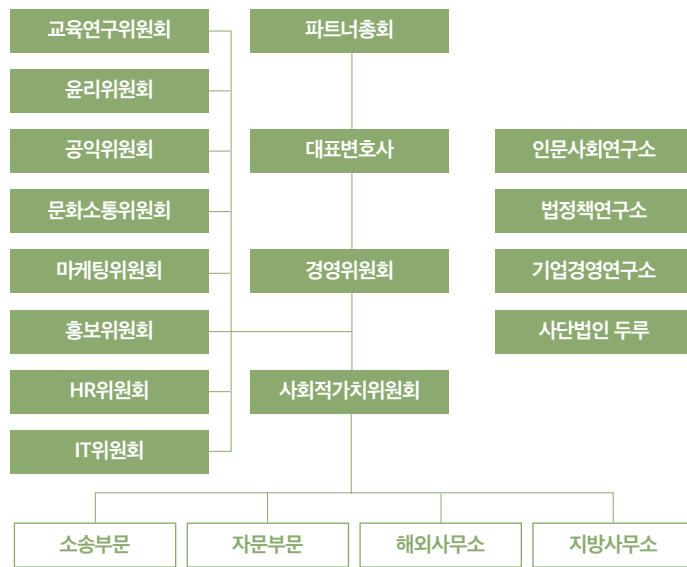 교육연구위원회
윤리위원회
공익위원회
문화소통위원회
마케팅위원회
홍보위원회
HR위원회
IT위원회
파트너총회
대표변호사
경영위원회
사회적가치위원회
인문사회연구소
법정책연구소
기업경영연구소
사단법인 두루
소송부문
자문부문
해외사무소
지방사무소